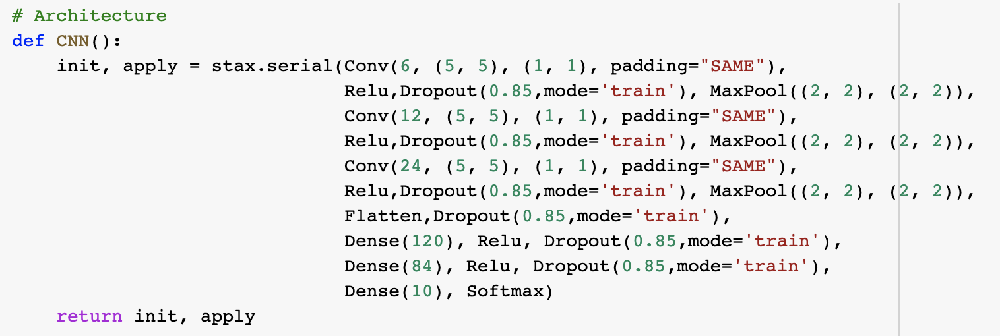 # Architecture
def CNN():
    init, apply = stax.serial(Conv(6, (5, 5), (1, 1), padding="SAME"),
                              Relu,Dropout(0.85,mode='train'), MaxPool((2, 2), (2, 2)),
                              Conv(12, (5, 5), (1, 1), padding="SAME"),
                              Relu,Dropout(0.85,mode='train'), MaxPool((2, 2), (2, 2)),
                              Conv(24, (5, 5), (1, 1), padding="SAME"),
                              Relu,Dropout(0.85,mode='train'), MaxPool((2, 2), (2, 2)),
                              Flatten,Dropout(0.85,mode='train'),
                              Dense(120), Relu, Dropout(0.85,mode='train'),
                              Dense(84), Relu, Dropout(0.85,mode='train'),
                              Dense(10), Softmax)
    return init, apply